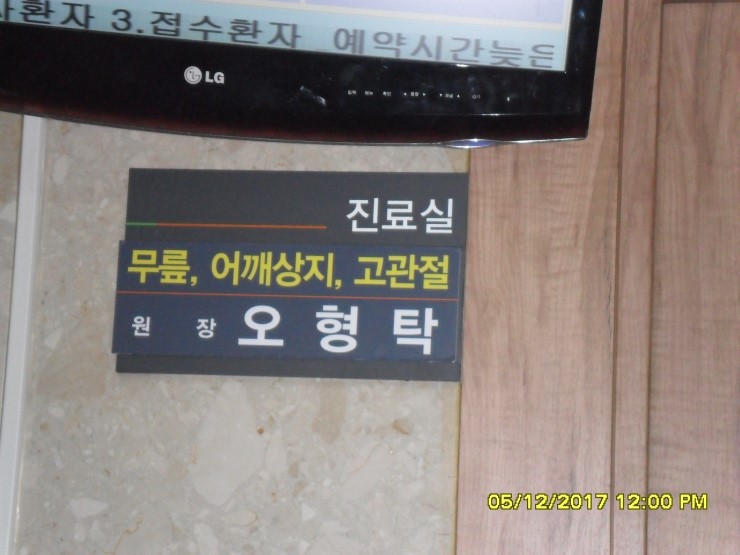 사환자 3.접수환자 예약시간늦은
LG
진료실
무릎, 어깨상지, 고관절
원 장 오 형 탁
05/12/2017 12:00 PM